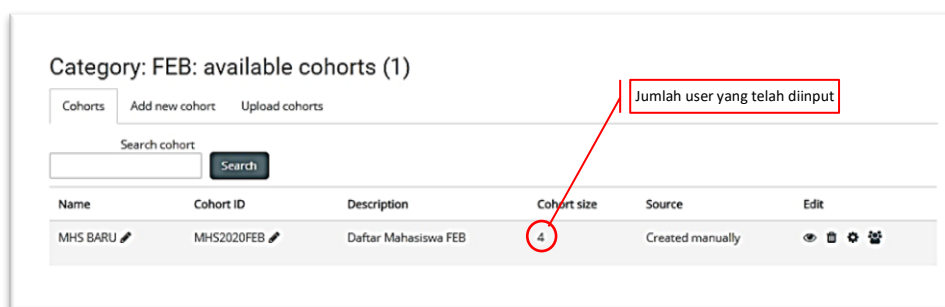 Category: FEB: available cohorts (1)
Jumlah user yang telah diinput
Cohorts Add new cohort Upload cohorts
Search cohort
Search
Name Cohort ID Description Cohort size Source Edit
MHS BARU MHS2020FEB Daftar Mahasiswa FEB 4 Created manually